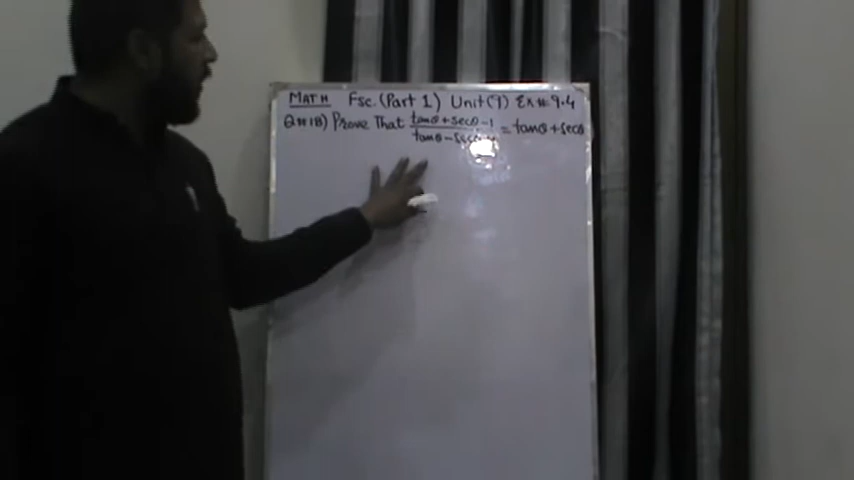 MATH FSc.(Part 1) Unit(9) Ex # 9.4
Q#18) Prove That tanθ+secθ-1 / tanθ-secθ = tanθ+secθ